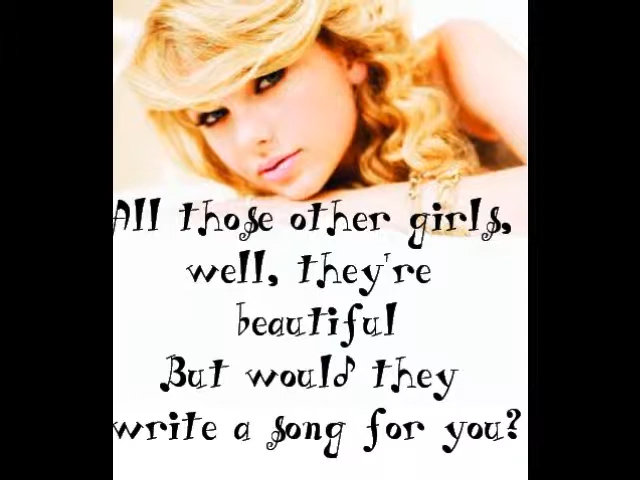 All those other girls,
well, they're
beautiful
But would they
write a song for you?